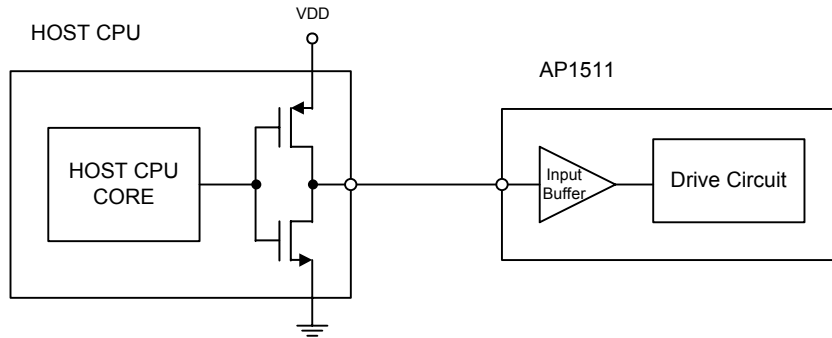 VDD
HOST CPU
AP1511
HOST CPU
CORE
Input
Buffer
Drive Circuit